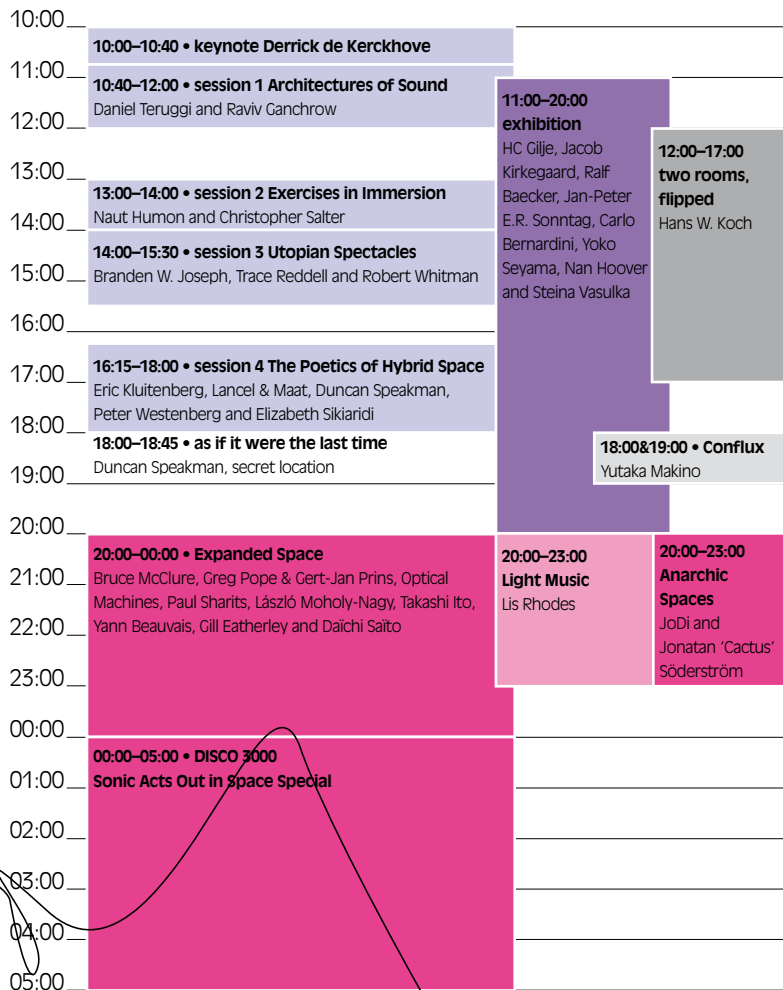 10:00
11:00
12:00
13:00
14:00
15:00
16:00
17:00
18:00
19:00
20:00
21:00
22:00
23:00
00:00
01:00
02:00
03:00
04:00
05:00
10:00–10:40 • keynote Derrick de Kerckhove
10:40–12:00 • session 1 Architectures of Sound
Daniel Teruggi and Raviv Ganchrow
13:00–14:00 • session 2 Exercises in Immersion
Naut Humon and Christopher Salter
14:00–15:30 • session 3 Utopian Spectacles
Branden W. Joseph, Trace Reddell and Robert Whitman
16:15–18:00 • session 4 The Poetics of Hybrid Space
Eric Kluitenberg, Lancel & Maat, Duncan Speakman,
Peter Westenberg and Elizabeth Sikiaridi
18:00–18:45 • as if it were the last time
Duncan Speakman, secret location
20:00–00:00 • Expanded Space
Bruce McClure, Greg Pope & Gert-Jan Prins, Optical
Machines, Paul Sharits, László Moholy-Nagy, Takashi Ito,
Yann Beauvais, Gill Eatherley and Daïchi Saïto
00:00–05:00 • DISCO 3000
Sonic Acts Out in Space Special
11:00–20:00
exhibition
HC Gilje, Jacob
Kirkegaard, Ralf
Baecker, Jan-Peter
E.R. Sonntag, Carlo
Bernardini, Yoko
Seyama, Nan Hoover
and Steina Vasulka
12:00–17:00
two rooms,
flipped
Hans W. Koch
18:00&19:00 • Conflux
Yutaka Makino
20:00–23:00
Light Music
Lis Rhodes
20:00–23:00
Anarchic
Spaces
JoDi and
Jonatan ‘Cactus’
Söderström